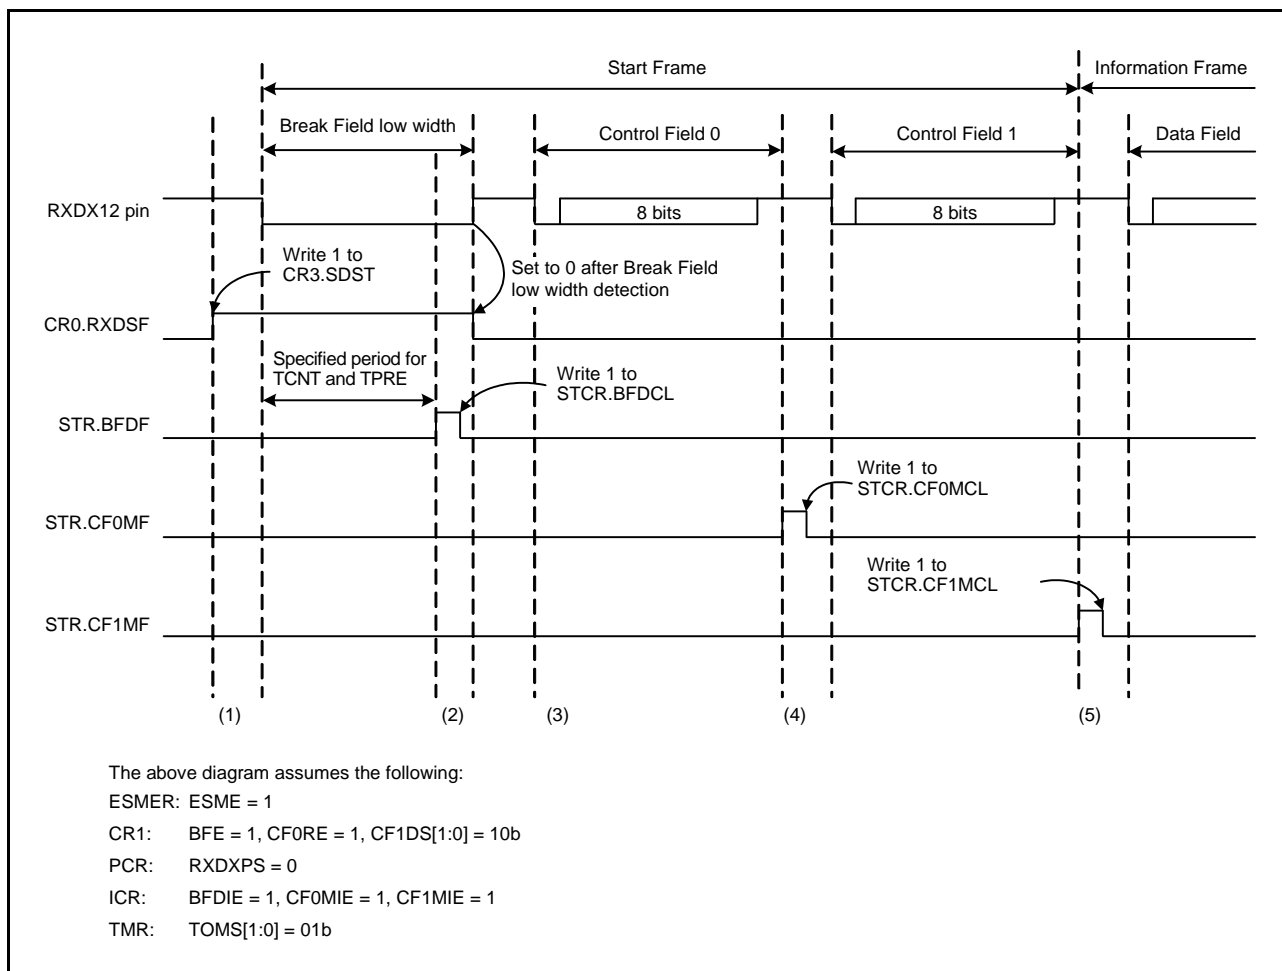 Start Frame
Information Frame
Break Field low width
Control Field 0
Control Field 1
Data Field
RXDX12 pin
8 bits
8 bits
Write 1 to
CR3.SDST
Set to 0 after Break Field
low width detection
CR0.RXDSF
Specified period for
TCNT and TPRE
Write 1 to
STCR.BFDCL
STR.BFDF
Write 1 to
STCR.CF0MCL
STR.CF0MF
Write 1 to
STCR.CF1MCL
STR.CF1MF
(1)
(2)
(3)
(4)
(5)
The above diagram assumes the following:
ESMER: ESME = 1
CR1: BFE = 1, CF0RE = 1, CF1DS[1:0] = 10b
PCR: RXDXPS = 0
ICR: BFDIE = 1, CF0MIE = 1, CF1MIE = 1
TMR: TOMS[1:0] = 01b